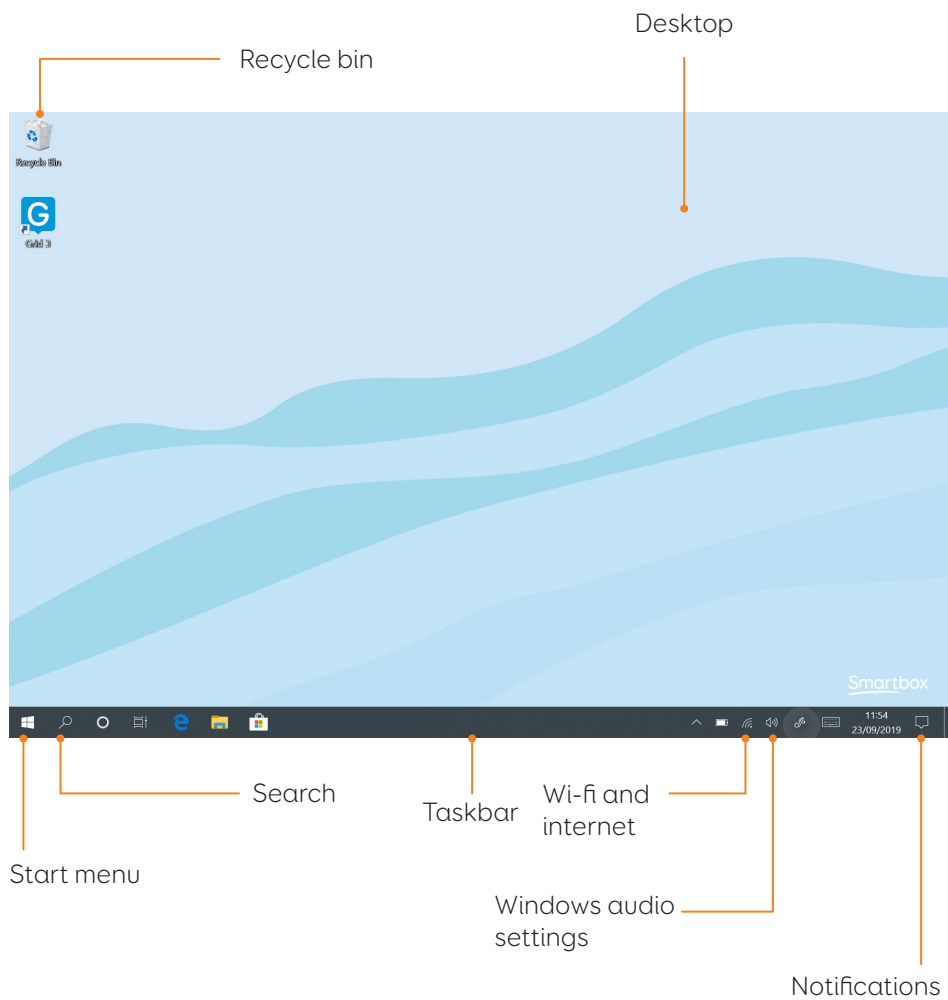 Desktop
Recycle bin
Recycle Bin
G
Grid 3
Smartbox
11:54
23/09/2019
Search
Wi-fi and
internet
Taskbar
Start menu
Windows audio
settings
Notifications